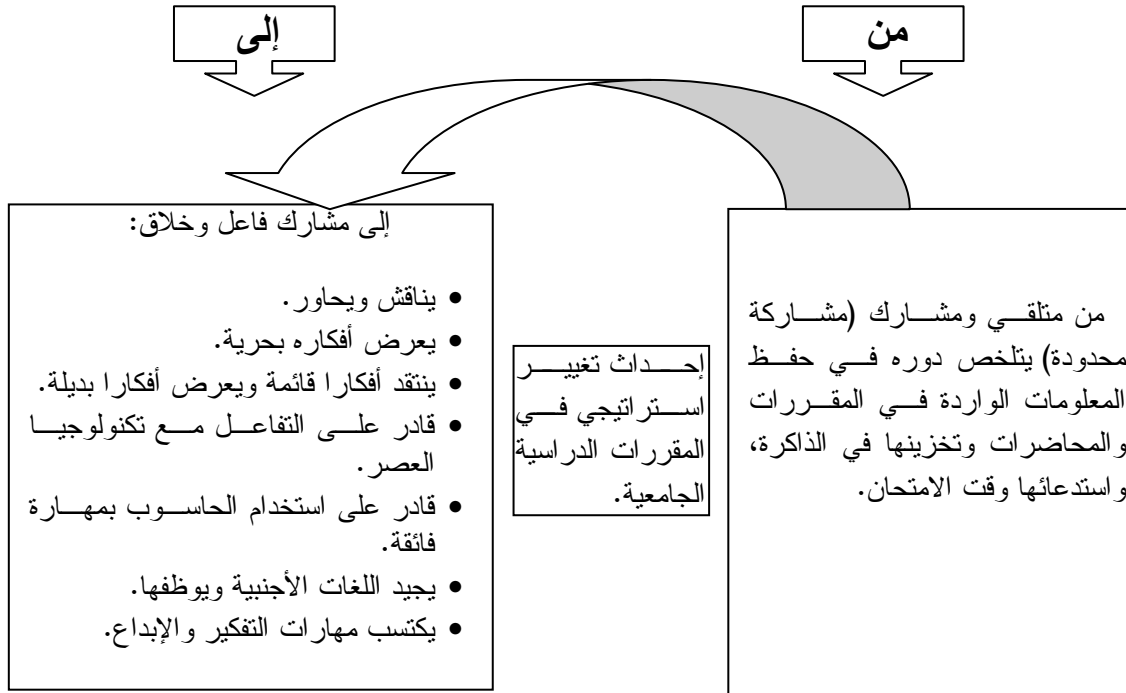 من
إلى
من متلقي ومشارك (مشاركة
محدودة) يتلخص دوره في حفظ
المعلومات الواردة في المقررات
والمحاضرات وتخزينها في الذاكرة،
واستدعائها وقت الامتحان.
إحداث تغيير
استراتيجي في
المقررات الدراسية
الجامعية.
إلى مشارك فاعل وخلاق:
• يناقش ويحاور.
• يعرض أفكاره بحرية.
• ينتقد أفكارا قائمة ويعرض أفكارا بديلة.
• قادر على التفاعل مع تكنولوجيا
العصر.
• قادر على استخدام الحاسوب بمهارة
فائقة.
• يجيد اللغات الأجنبية ويوظفها.
• يكتسب مهارات التفكير والإبداع.